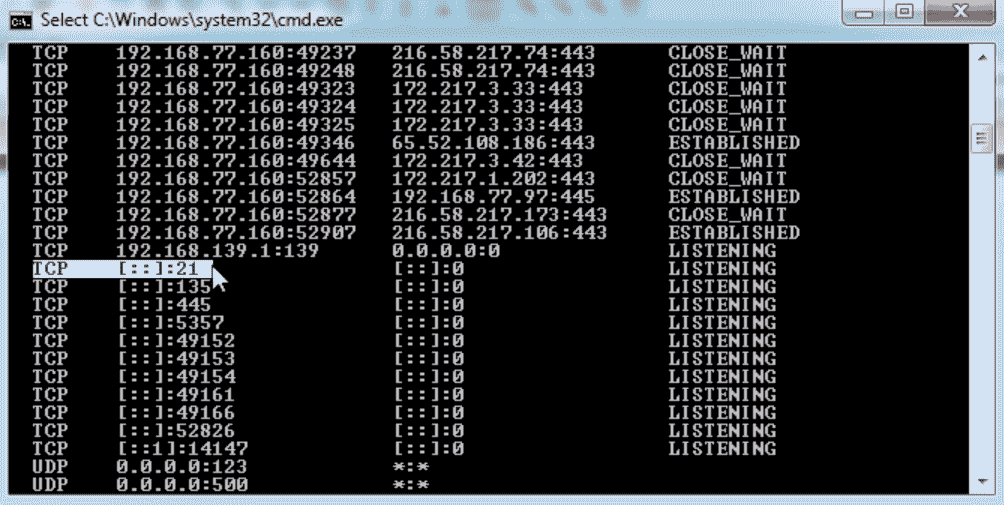 Select C:\Windows\system32\cmd.exe
TCP 192.168.77.160:49237 216.58.217.74:443 CLOSE_WAIT
TCP 192.168.77.160:49248 216.58.217.74:443 CLOSE_WAIT
TCP 192.168.77.160:49323 172.217.3.33:443 CLOSE_WAIT
TCP 192.168.77.160:49324 172.217.3.33:443 CLOSE_WAIT
TCP 192.168.77.160:49325 172.217.3.33:443 CLOSE_WAIT
TCP 192.168.77.160:49346 65.52.108.186:443 ESTABLISHED
TCP 192.168.77.160:49644 172.217.3.42:443 CLOSE_WAIT
TCP 192.168.77.160:52857 172.217.1.202:443 CLOSE_WAIT
TCP 192.168.77.160:52864 192.168.77.97:445 ESTABLISHED
TCP 192.168.77.160:52877 216.58.217.173:443 CLOSE_WAIT
TCP 192.168.77.160:52907 216.58.217.106:443 ESTABLISHED
TCP 192.168.139.1:139 0.0.0.0:0 LISTENING
TCP [::]:21 [::]:0 LISTENING
TCP [::]:135 [::]:0 LISTENING
TCP [::]:445 [::]:0 LISTENING
TCP [::]:5357 [::]:0 LISTENING
TCP [::]:49152 [::]:0 LISTENING
TCP [::]:49153 [::]:0 LISTENING
TCP [::]:49154 [::]:0 LISTENING
TCP [::]:49161 [::]:0 LISTENING
TCP [::]:49166 [::]:0 LISTENING
TCP [::]:52826 [::]:0 LISTENING
TCP [::1]:14147 [::]:0 LISTENING
UDP 0.0.0.0:123 *:*
UDP 0.0.0.0:500 *:*